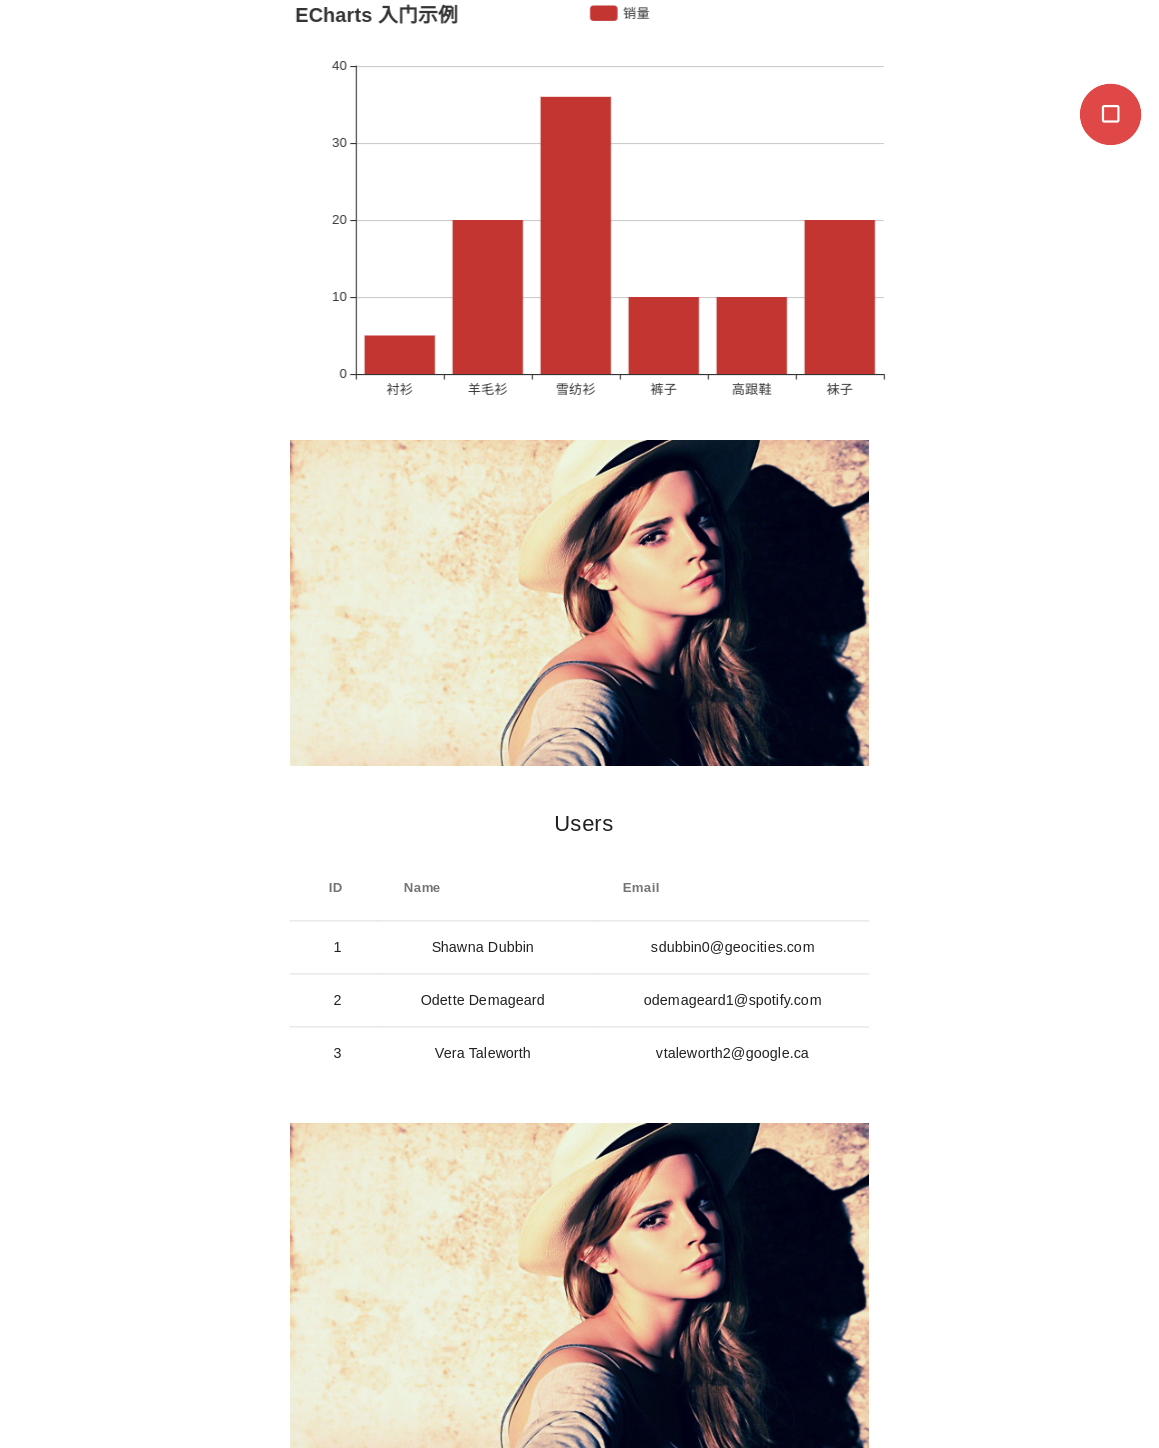 ECharts 入门示例
销量
40
30
20
10
0
衬衫 羊毛衫 雪纺衫 裤子 高跟鞋 袜子
Users
ID Name Email
1 Shawna Dubbin sdubbin0@geocities.com
2 Odette Demageard odemageard1@spotify.com
3 Vera Taleworth vtaleworth2@google.ca